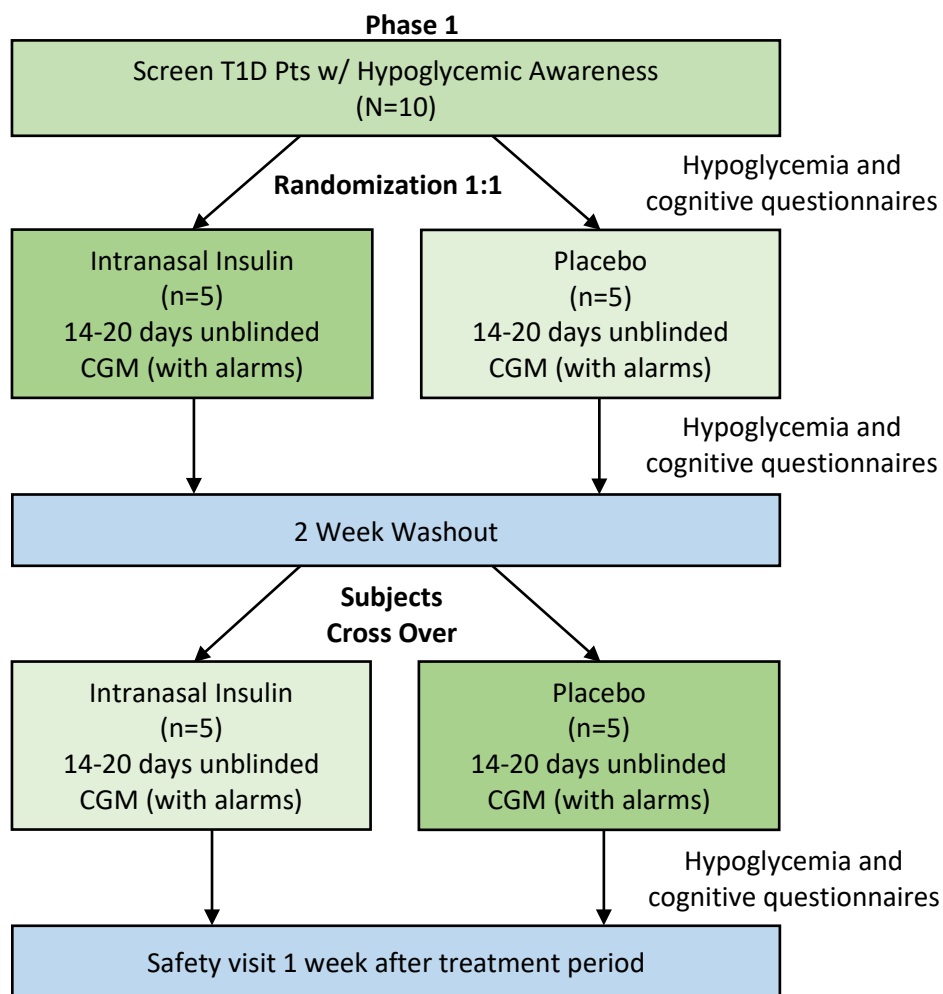 Phase 1
Screen T1D Pts w/ Hypoglycemic Awareness
(N=10)
Hypoglycemia and
cognitive questionnaires
Randomization 1:1
Intranasal Insulin
(n=5)
14-20 days unblinded
CGM (with alarms)
Placebo
(n=5)
14-20 days unblinded
CGM (with alarms)
Hypoglycemia and
cognitive questionnaires
2 Week Washout
Subjects
Cross Over
Intranasal Insulin
(n=5)
14-20 days unblinded
CGM (with alarms)
Placebo
(n=5)
14-20 days unblinded
CGM (with alarms)
Hypoglycemia and
cognitive questionnaires
Safety visit 1 week after treatment period